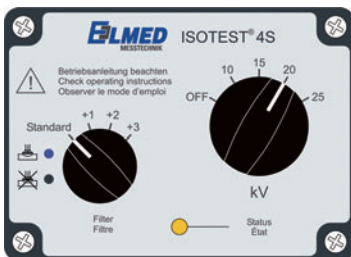 ELMED
MESSTECHNIK
ISOTEST® 4S
Betriebsanleitung beachten
Check operating instructions
Observer le mode d'emploi
OFF 10 15 20 25
kV
Standard +1 +2 +3
Filter
Filtre
Status
État